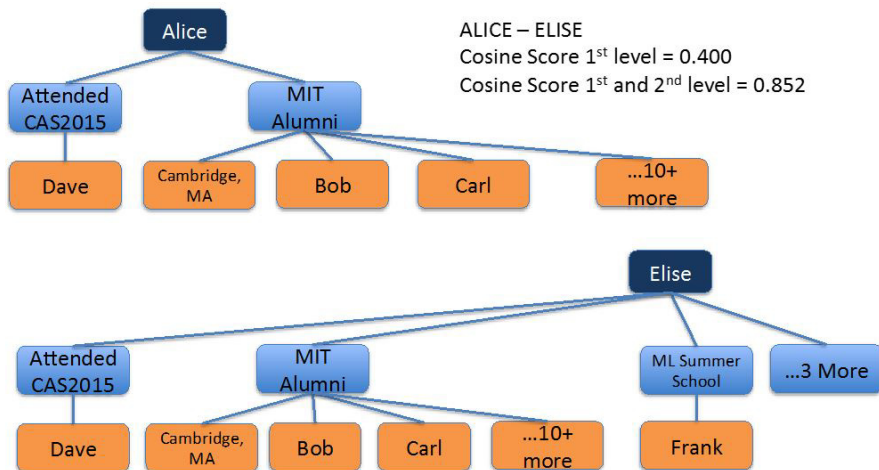 Alice
ALICE – ELISE
Cosine Score 1st level = 0.400
Cosine Score 1st and 2nd level = 0.852
Attended
CAS2015
MIT
Alumni
Dave
Cambridge,
MA
Bob
Carl
...10+
more
Elise
Attended
CAS2015
MIT
Alumni
ML Summer
School
...3 More
Dave
Cambridge,
MA
Bob
Carl
...10+
more
Frank